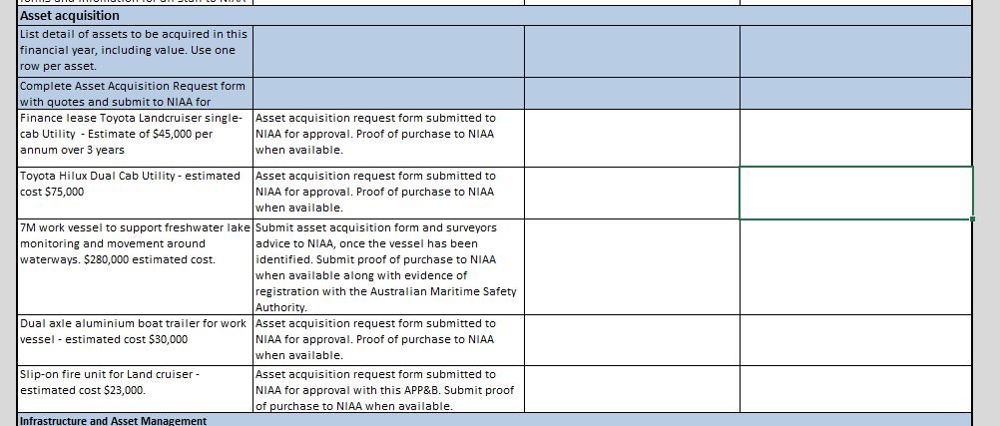 Asset acquisition
List detail of assets to be acquired in this
financial year, including value. Use one
row per asset.
Complete Asset Acquisition Request form
with quotes and submit to NIAA for
Finance lease Toyota Landcruiser single-
cab Utility - Estimate of $45,000 per
annum over 3 years
Asset acquisition request form submitted to
NIAA for approval. Proof of purchase to NIAA
when available.
Toyota Hilux Dual Cab Utility - estimated
cost $75,000
Asset acquisition request form submitted to
NIAA for approval. Proof of purchase to NIAA
when available.
7M work vessel to support freshwater lake
monitoring and movement around
waterways. $280,000 estimated cost.
Submit asset acquisition form and surveyors
advice to NIAA, once the vessel has been
identified. Submit proof of purchase to NIAA
when available along with evidence of
registration with the Australian Maritime Safety
Authority.
Dual axle aluminium boat trailer for work
vessel - estimated cost $30,000
Asset acquisition request form submitted to
NIAA for approval. Proof of purchase to NIAA
when available.
Slip-on fire unit for Land cruiser -
estimated cost $23,000.
Asset acquisition request form submitted to
NIAA for approval with this APP&B. Submit proof
of purchase to NIAA when available.
Infrastructure and Asset Management